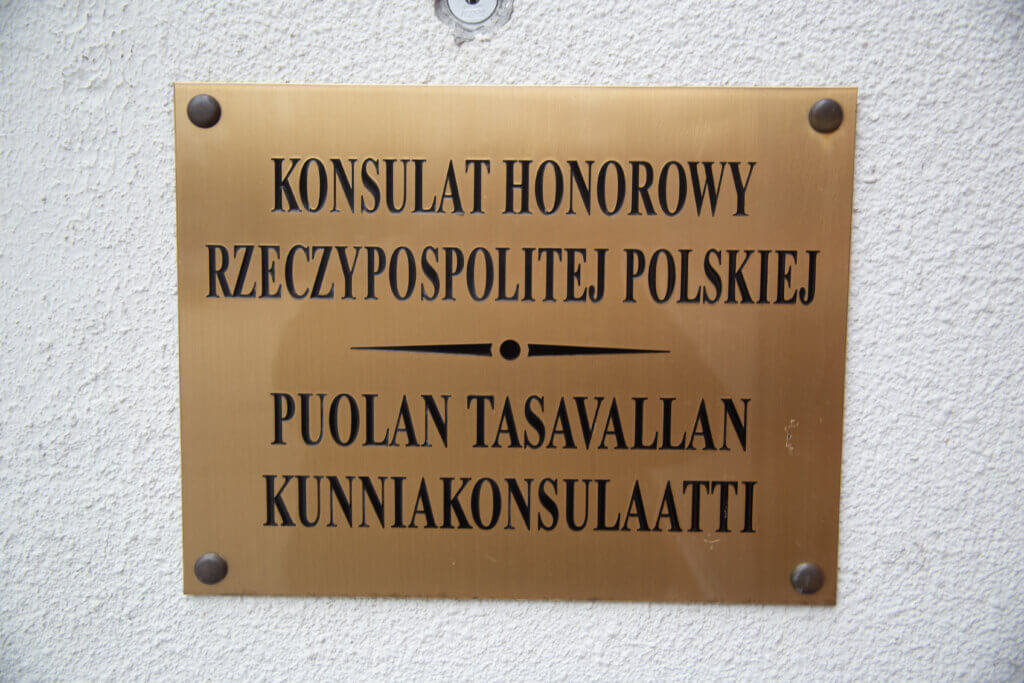 KONSULAT HONOROWY
RZECZYPOSPOLITEJ POLSKIEJ
PUOLAN TASAVALLAN
KUNNIAKONSULAATTI